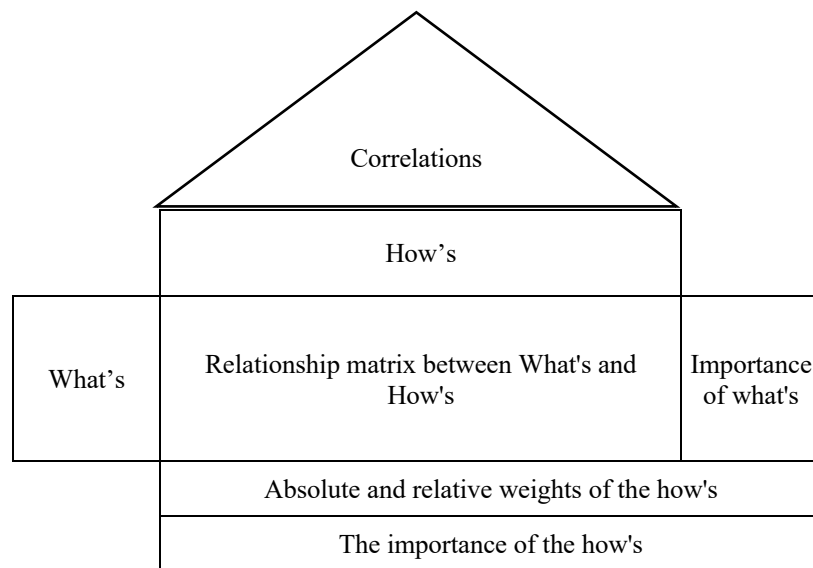 Correlations
How’s
What’s
Relationship matrix between What's and
How's
Importance
of what's
Absolute and relative weights of the how's
The importance of the how's